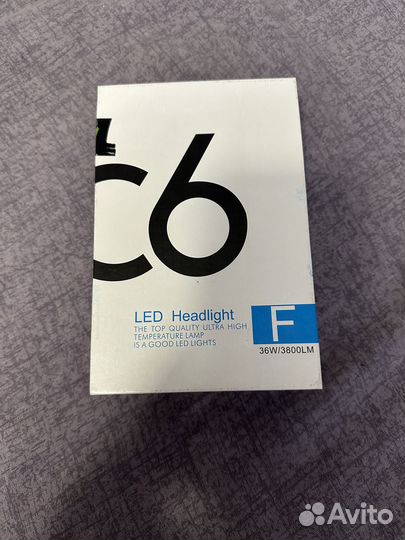 C6
LED Headlight
THE TOP QUALITY ULTRA HIGH
TEMPERATURE LAMP
IS A GOOD LED LIGHTS
F
36W/3800LM
Avito